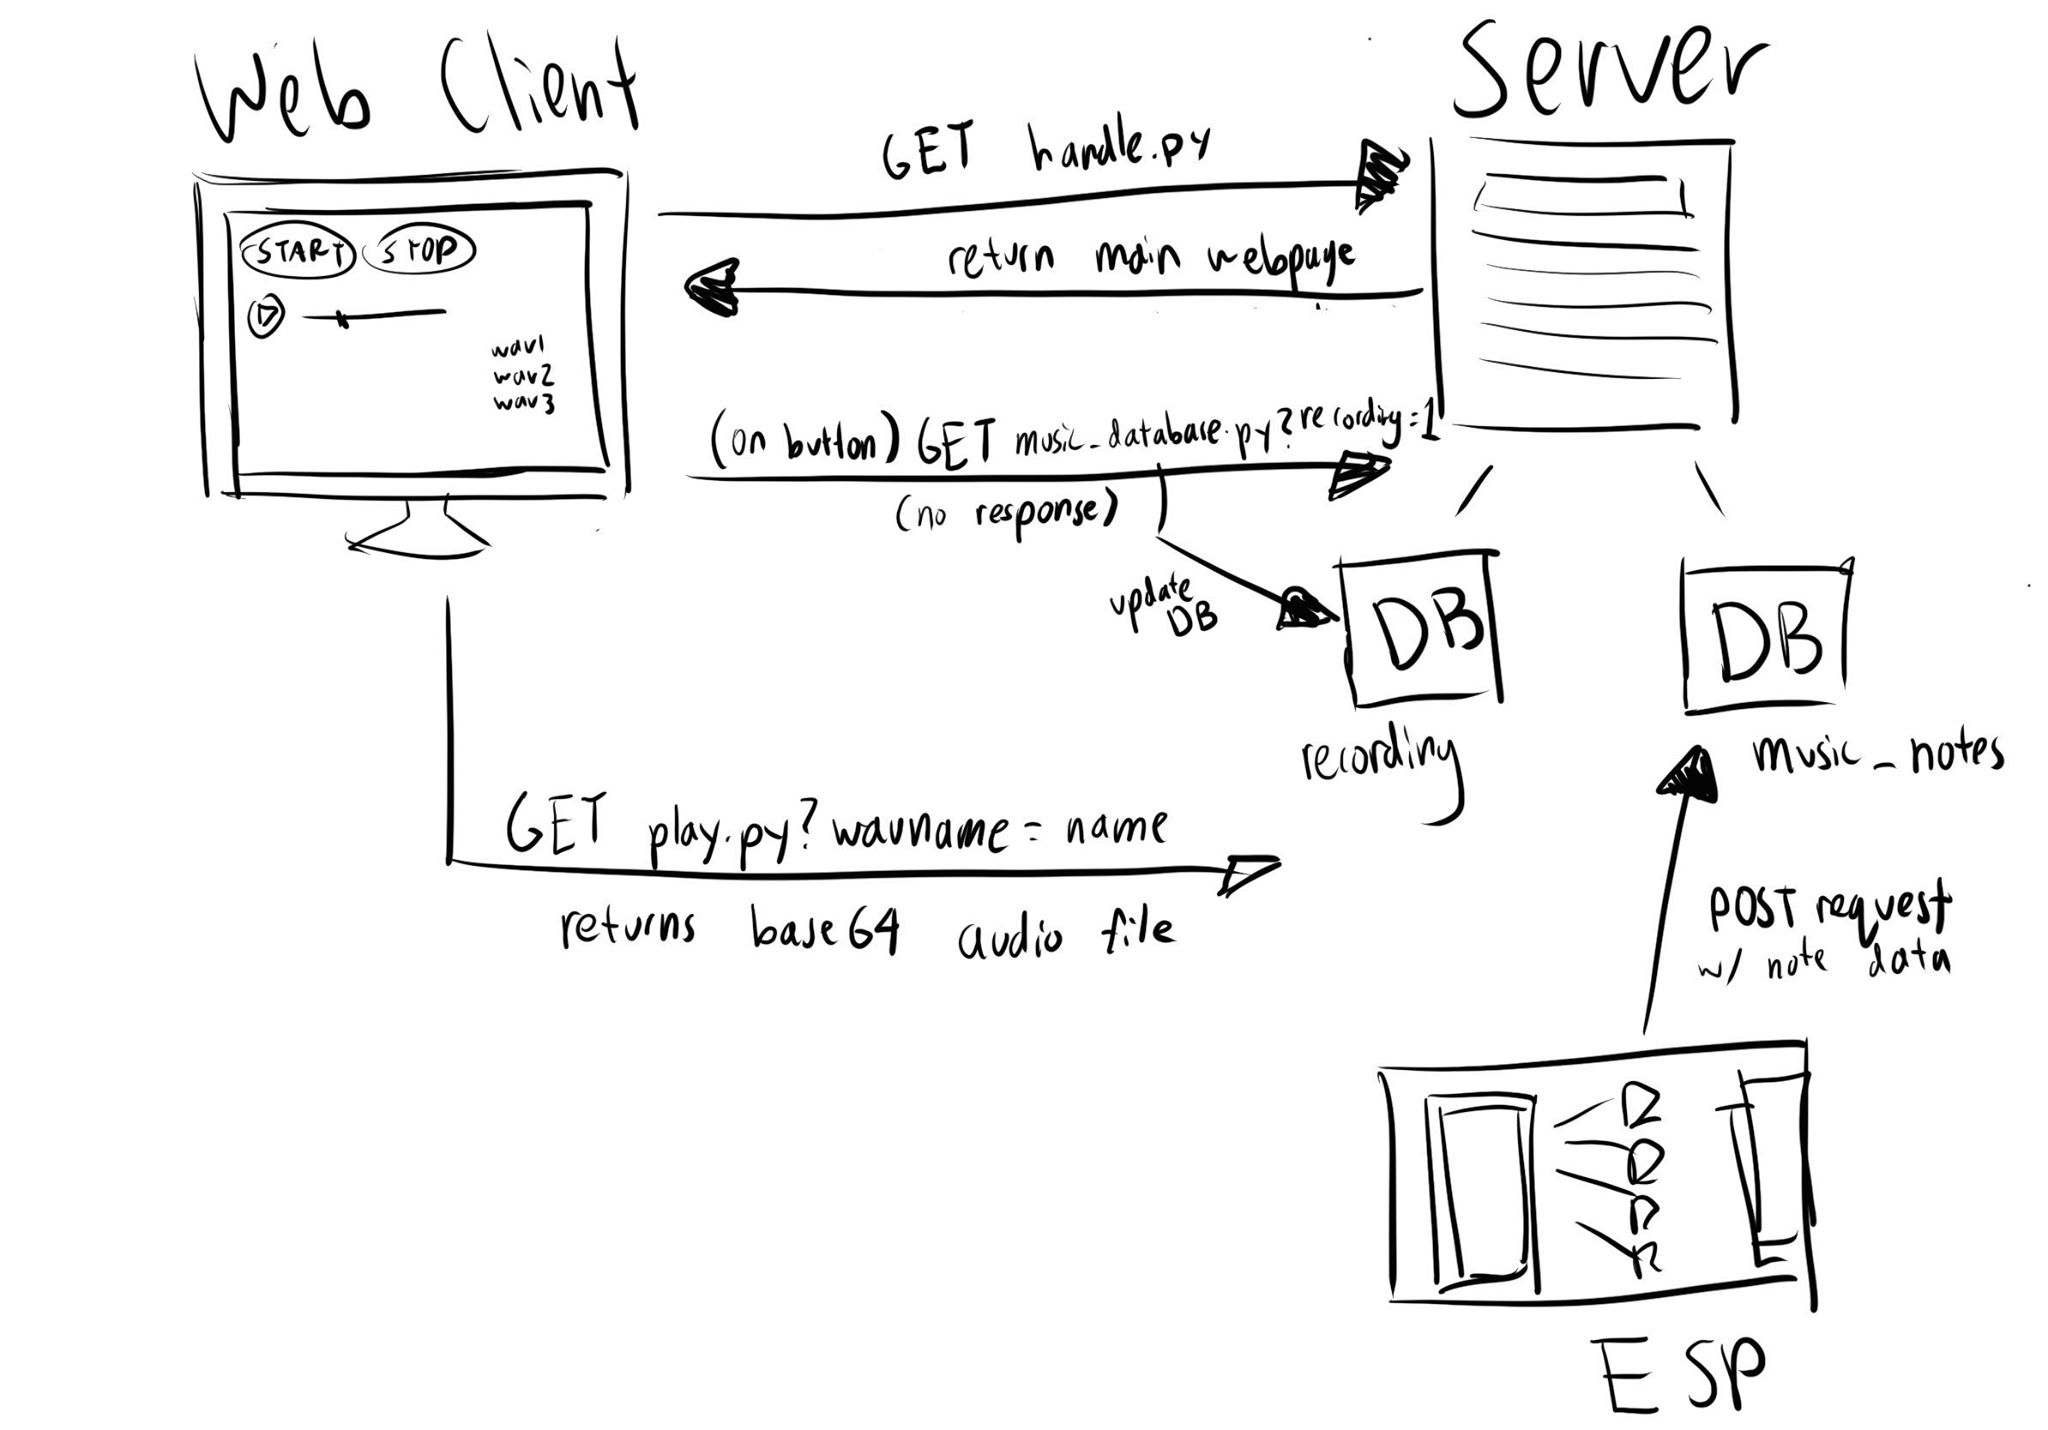 Web Client
Server
GET handle.py
return main webpage
START STOP
wav1
wav2
wav3
(on button) GET music_database.py?recording=1
(no response)
update
DB
DB
recording
DB
music_notes
GET play.py?wavname=name
returns base64 audio file
POST request
w/ note data
ESP